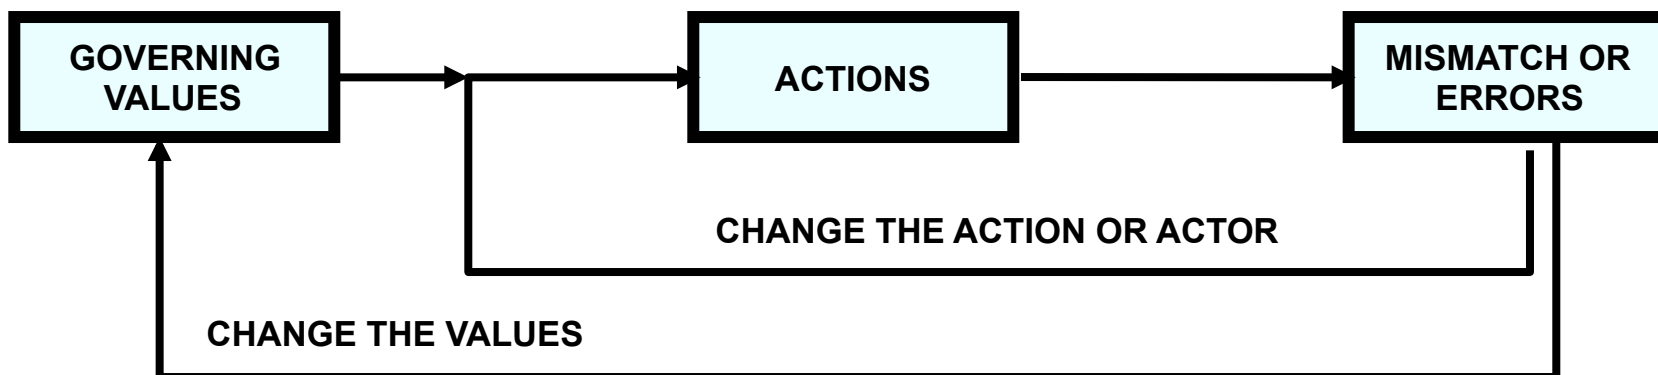 GOVERNING
VALUES
ACTIONS
MISMATCH OR
ERRORS
CHANGE THE ACTION OR ACTOR
CHANGE THE VALUES